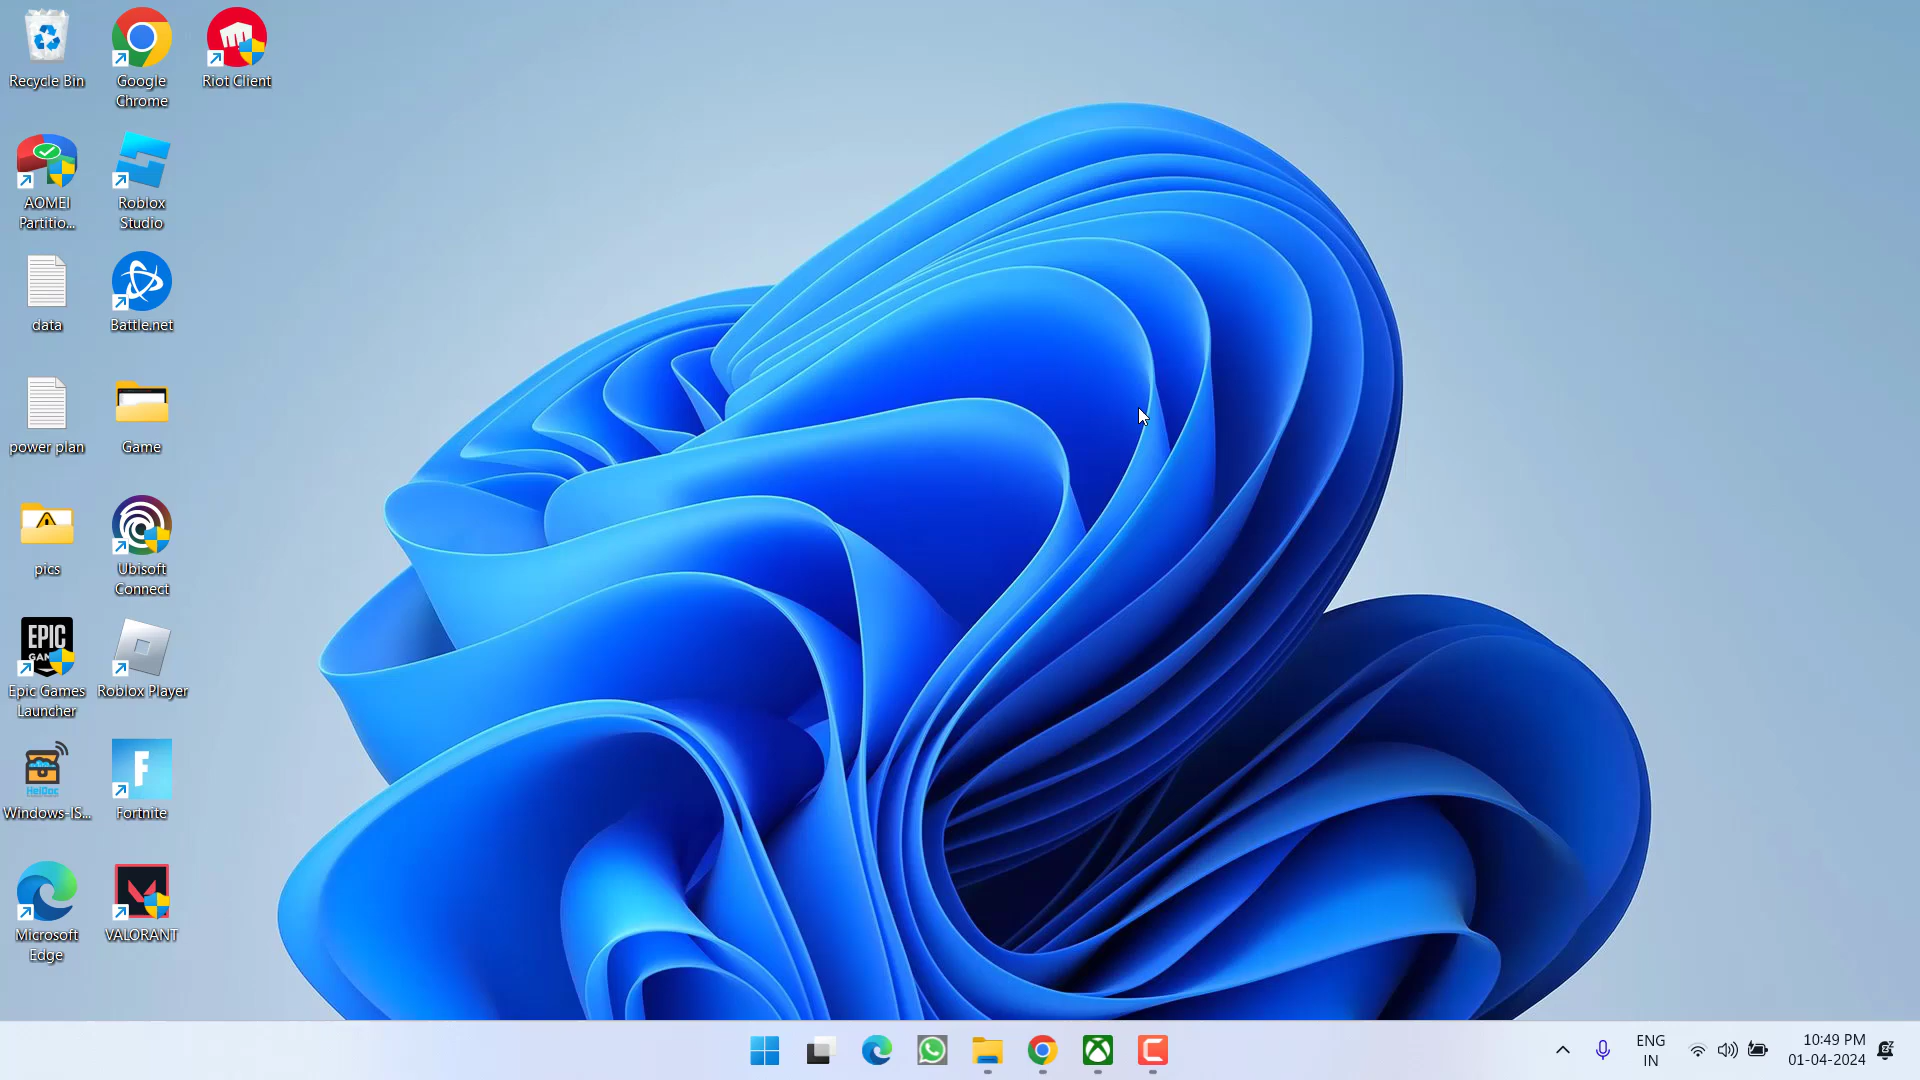 Recycle Bin
Google
Chrome
Riot Client
AOMEI
Partitio...
Roblox
Studio
data
Battle.net
power plan
Game
pics
Ubisoft
Connect
EPIC
Epic Games
Launcher
Roblox Player
HeiDoc
Windows-IS...
F
Fortnite
Microsoft
Edge
VALORANT
ENG
IN
10:49 PM
01-04-2024